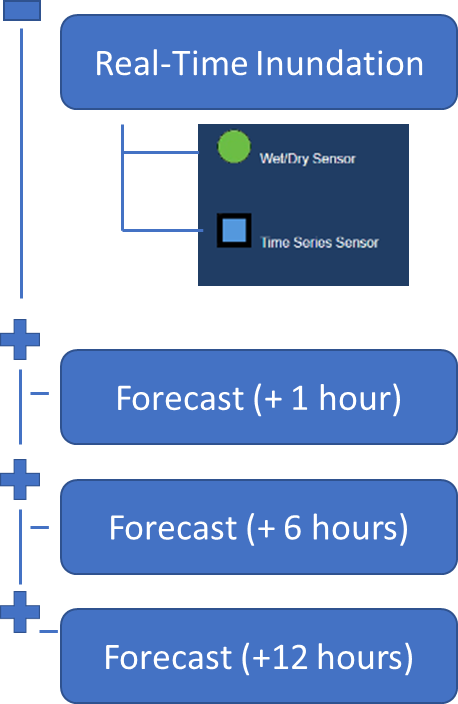 Real-Time Inundation
Wet/Dry Sensor
Time Series Sensor
Forecast (+ 1 hour)
Forecast (+ 6 hours)
Forecast (+12 hours)